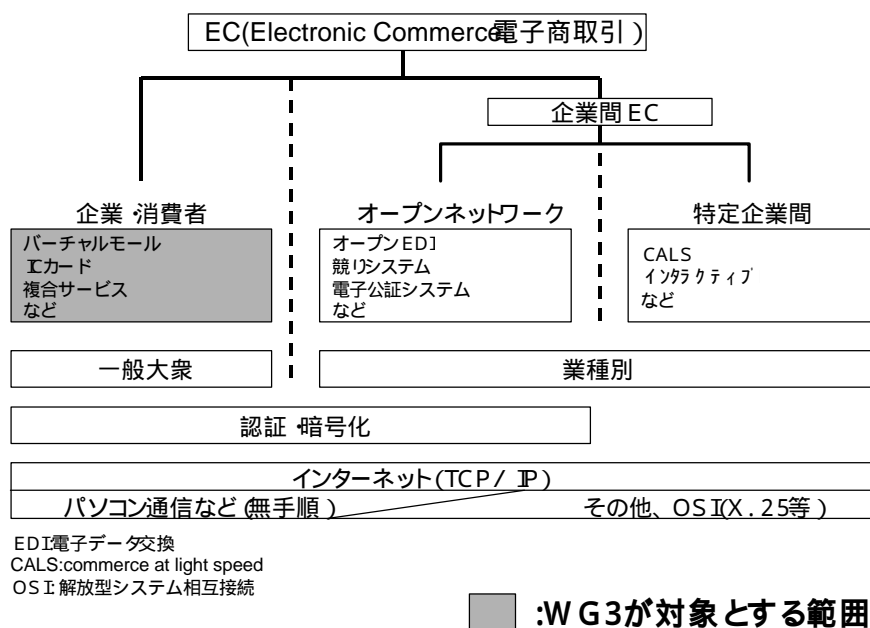 EC(Electronic Commerce電子商取引)
企業間EC
企業・消費者
オープンネットワーク
特定企業間
バーチャルモール
ICカード
複合サービス
など
オープンEDI
競りシステム
電子公証システム
など
CALS
インタラクティブ
など
一般大衆
業種別
認証・暗号化
インターネット(TCP/IP)
パソコン通信など(無手順)
その他、OSI(X.25等)
EDI:電子データ交換
CALS:commerce at light speed
OSI:解放型システム相互接続
:WG3が対象とする範囲